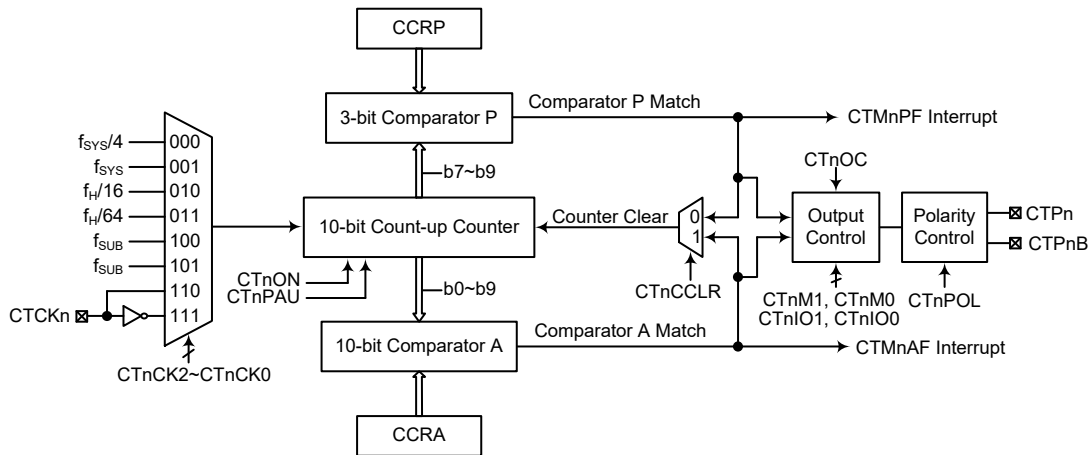 CCRP
3-bit Comparator P
Comparator P Match
CTMnPF Interrupt
fSYS/4
000
fSYS
001
fH/16
010
fH/64
011
fSUB
100
fSUB
101
110
CTCKn
111
CTnCK2~CTnCK0
b7~b9
10-bit Count-up Counter
Counter Clear
CTnON
CTnPAU
b0~b9
0
1
CTnCCLR
CTnOC
Output
Control
CTnM1, CTnM0
CTnIO1, CTnIO0
Polarity
Control
CTnPOL
CTPn
CTPnB
10-bit Comparator A
Comparator A Match
CTMnAF Interrupt
CCRA